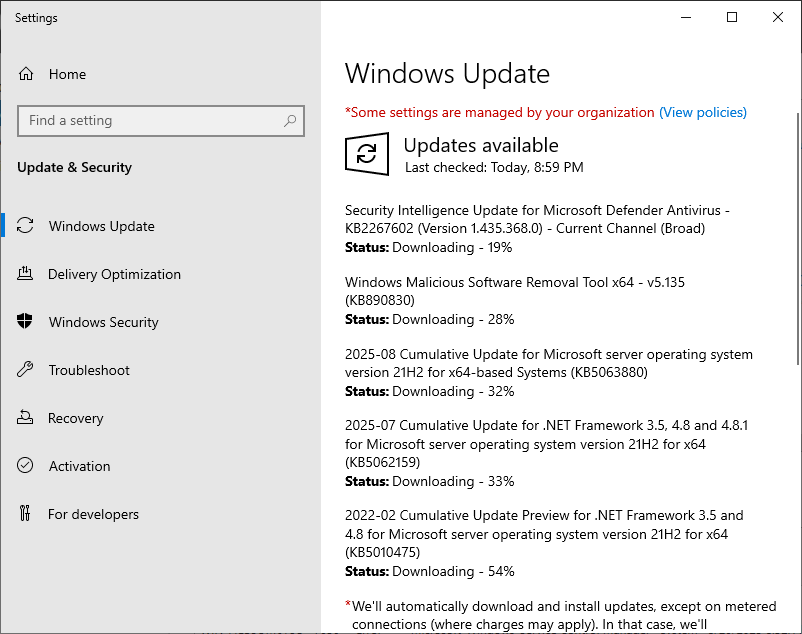 Settings
Home
Find a setting
Update & Security
Windows Update
Delivery Optimization
Windows Security
Troubleshoot
Recovery
Activation
For developers
Windows Update
*Some settings are managed by your organization (View policies)
Updates available
Last checked: Today, 8:59 PM
Security Intelligence Update for Microsoft Defender Antivirus -
KB2267602 (Version 1.435.368.0) - Current Channel (Broad)
Status: Downloading - 19%
Windows Malicious Software Removal Tool x64 - v5.135
(KB890830)
Status: Downloading - 28%
2025-08 Cumulative Update for Microsoft server operating system
version 21H2 for x64-based Systems (KB5063880)
Status: Downloading - 32%
2025-07 Cumulative Update for .NET Framework 3.5, 4.8 and 4.8.1
for Microsoft server operating system version 21H2 for x64
(KB5062159)
Status: Downloading - 33%
2022-02 Cumulative Update Preview for .NET Framework 3.5 and
4.8 for Microsoft server operating system version 21H2 for x64
(KB5010475)
Status: Downloading - 54%
*We'll automatically download and install updates, except on metered
connections (where charges may apply). In that case, we'll